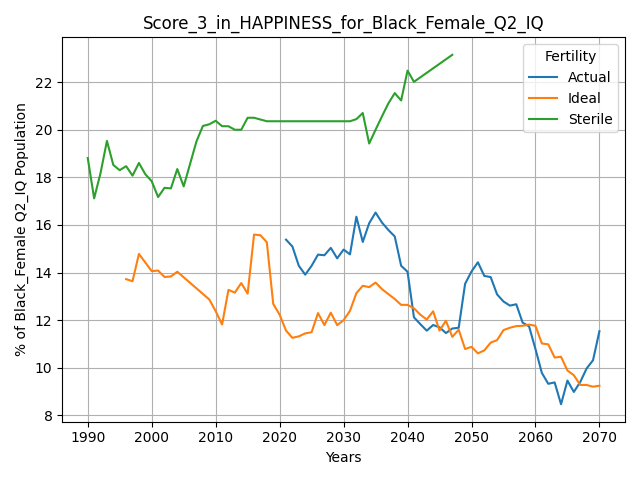 Score_3_in_HAPPINESS_for_Black_Female_Q2_IQ
% of Black_Female Q2_IQ Population
22
20
18
16
14
12
10
8
Fertility
Actual
Ideal
Sterile
1990 2000 2010 2020 2030 2040 2050 2060 2070
Years